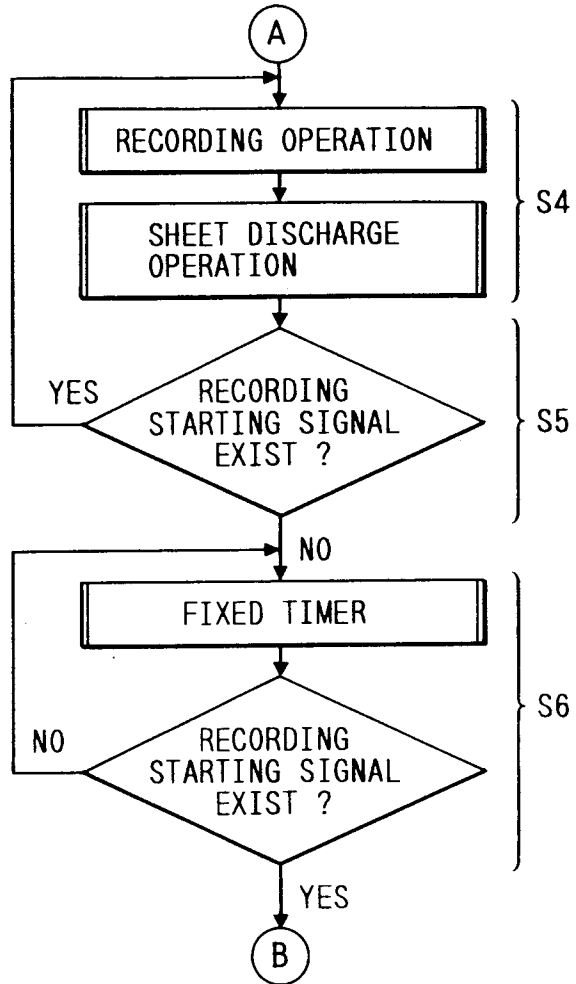 A
RECORDING OPERATION
S4
SHEET DISCHARGE
OPERATION
YES
RECORDING
STARTING SIGNAL
EXIST ?
S5
NO
FIXED TIMER
S6
NO
RECORDING
STARTING SIGNAL
EXIST ?
YES
B